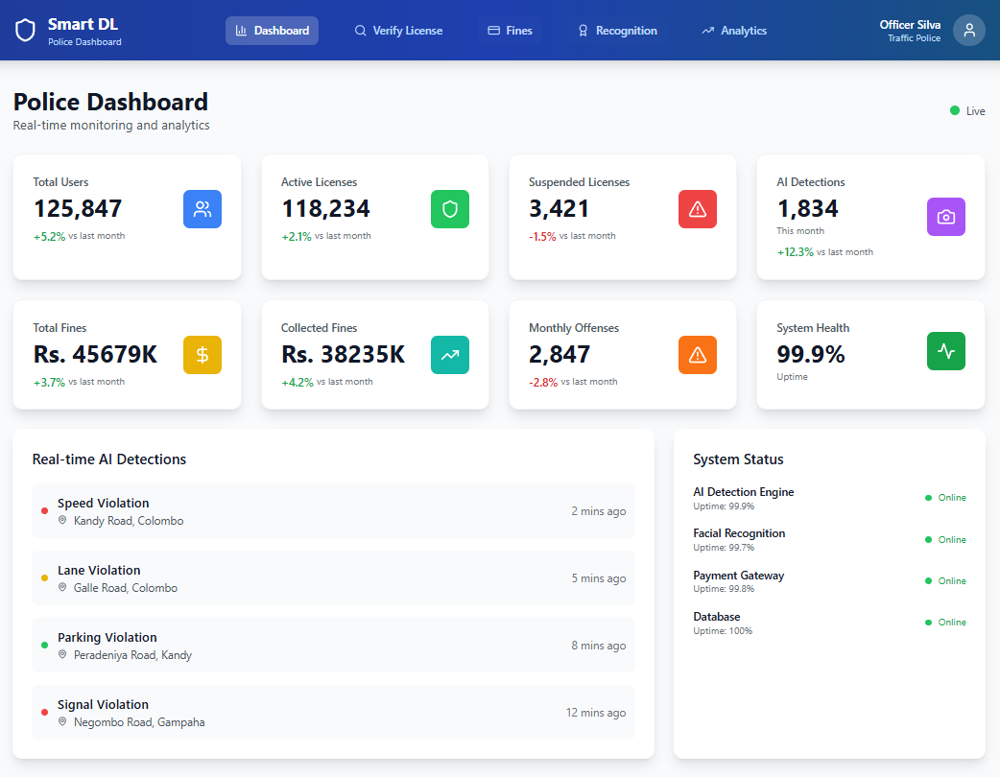 Smart DL
Police Dashboard
Dashboard
Verify License
Fines
Recognition
Analytics
Officer Silva
Traffic Police
Police Dashboard
Real-time monitoring and analytics
Live
Total Users
125,847
+5.2% vs last month
Active Licenses
118,234
+2.1% vs last month
Suspended Licenses
3,421
-1.5% vs last month
AI Detections
1,834
This month
+12.3% vs last month
Total Fines
Rs. 45679K
+3.7% vs last month
Collected Fines
Rs. 38235K
+4.2% vs last month
Monthly Offenses
2,847
-2.8% vs last month
System Health
99.9%
Uptime
Real-time AI Detections
Speed Violation
Kandy Road, Colombo
2 mins ago
Lane Violation
Galle Road, Colombo
5 mins ago
Parking Violation
Peradeniya Road, Kandy
8 mins ago
Signal Violation
Negombo Road, Gampaha
12 mins ago
System Status
AI Detection Engine
Uptime: 99.9%
Online
Facial Recognition
Uptime: 99.7%
Online
Payment Gateway
Uptime: 99.8%
Online
Database
Uptime: 100%
Online